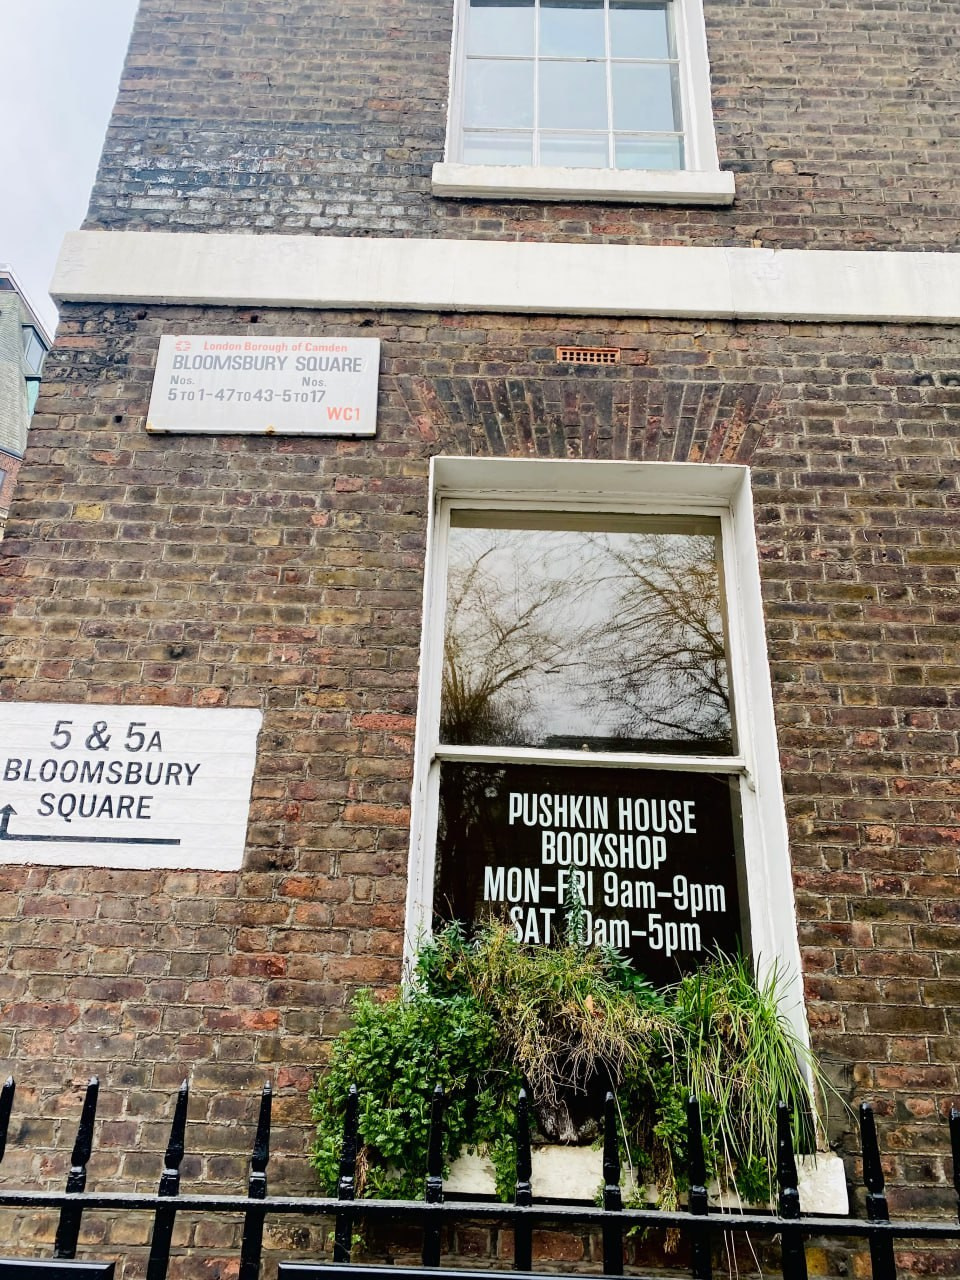 London Borough of Camden
BLOOMSBURY SQUARE
Nos. Nos.
5 TO 1-47 TO 43-5 TO 17
WC1
5 & 5A
BLOOMSBURY
SQUARE
PUSHKIN HOUSE
BOOKSHOP
MON-FRI 9am-9pm
SAT 10am-5pm